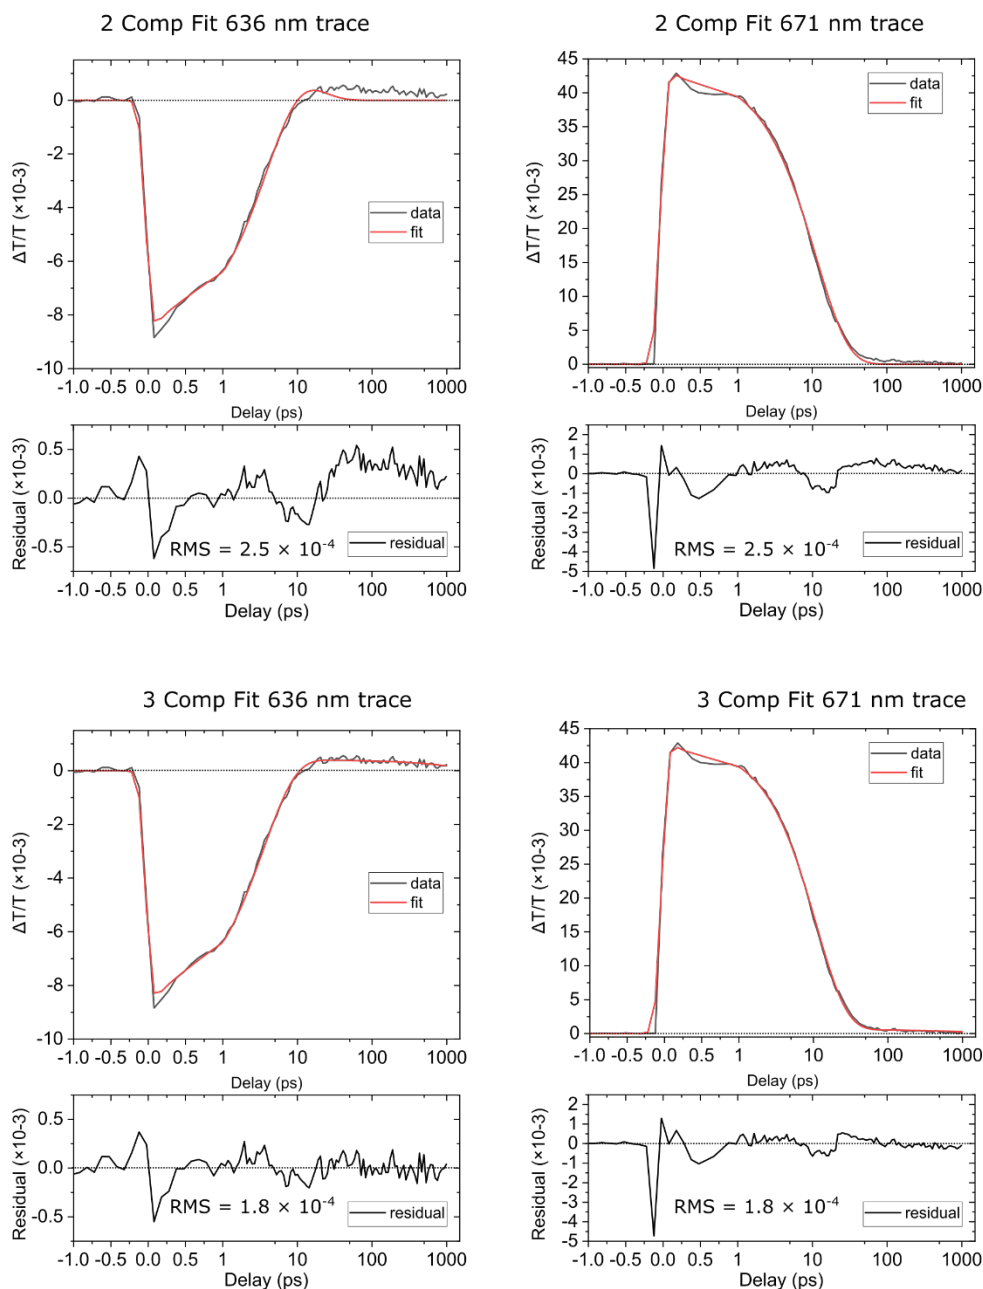 2 Comp Fit 636 nm trace
0
-2
-4
-6
-8
-10
ΔT/T (×10-3)
data
fit
-1.0 -0.5 0.0 0.5 1 10 100 1000
Delay (ps)
0.5
0.0
-0.5
Residual (×10-3)
RMS = 2.5 × 10-4
residual
-1.0 -0.5 0.0 0.5 1 10 100 1000
Delay (ps)
2 Comp Fit 671 nm trace
45
40
35
30
25
20
15
10
5
0
ΔT/T (×10-3)
data
fit
-1.0 -0.5 0.0 0.5 1 10 100 1000
Delay (ps)
2
1
0
-1
-2
-3
-4
-5
Residual (×10-3)
RMS = 2.5 × 10-4
residual
-1.0 -0.5 0.0 0.5 1 10 100 1000
Delay (ps)
3 Comp Fit 636 nm trace
0
-2
-4
-6
-8
-10
ΔT/T (×10-3)
data
fit
-1.0 -0.5 0.0 0.5 1 10 100 1000
Delay (ps)
0.5
0.0
-0.5
Residual (×10-3)
RMS = 1.8 × 10-4
residual
-1.0 -0.5 0.0 0.5 1 10 100 1000
Delay (ps)
3 Comp Fit 671 nm trace
45
40
35
30
25
20
15
10
5
0
ΔT/T (×10-3)
data
fit
-1.0 -0.5 0.0 0.5 1 10 100 1000
Delay (ps)
2
1
0
-1
-2
-3
-4
-5
Residual (×10-3)
RMS = 1.8 × 10-4
residual
-1.0 -0.5 0.0 0.5 1 10 100 1000
Delay (ps)